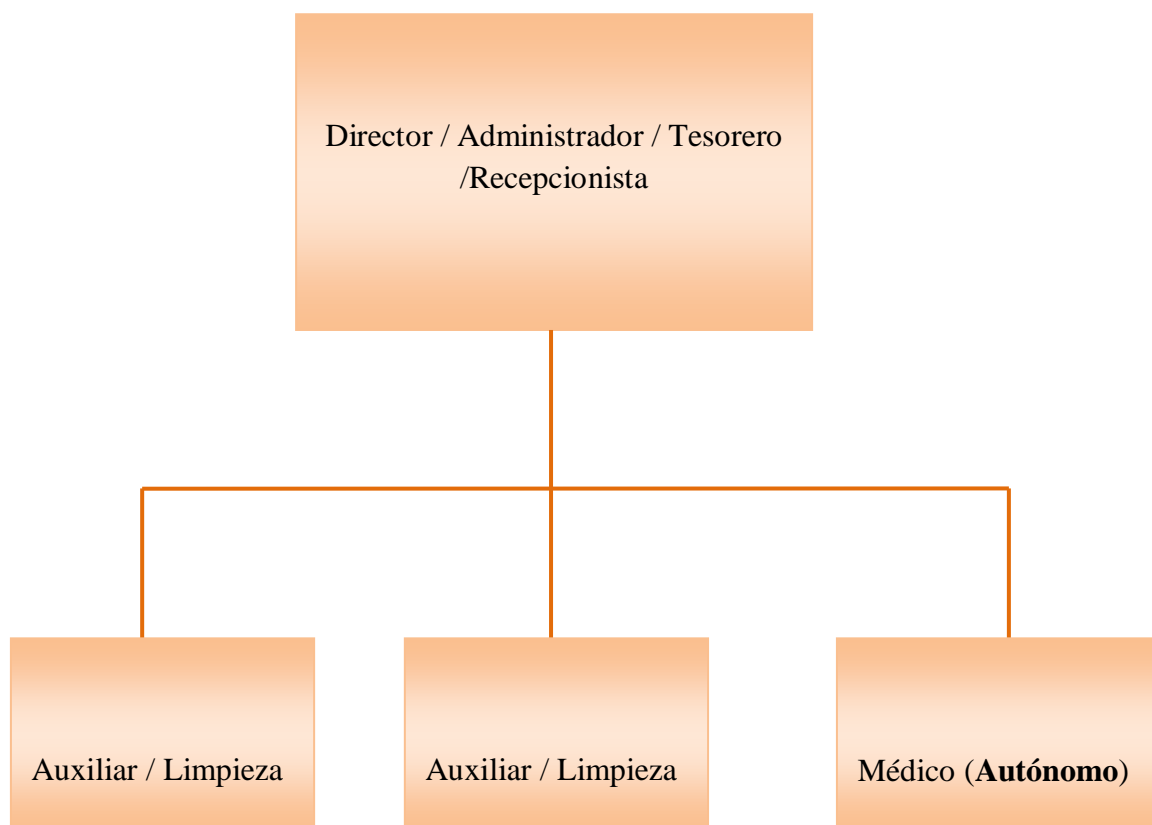 Director / Administrador / Tesorero
/Recepcionista
Auxiliar / Limpieza
Auxiliar / Limpieza
Médico (Autónomo)